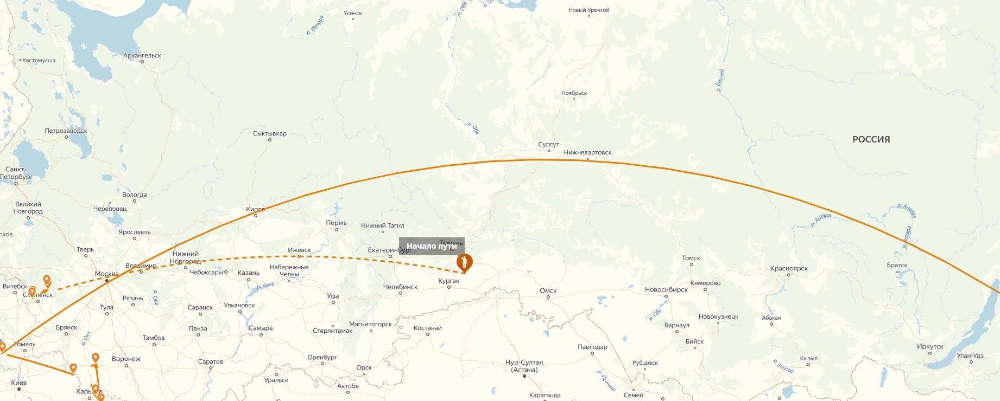 Усинск
р. Печора
р. Обь
Новый Уренгой
Архангельск
Костомукша
р. Енисей
Ноябрьск
Петрозаводск
Сыктывкар
р. Обь
РОССИЯ
Сургут
Нижневартовск
Санкт-
Петербург
Вологда
Череповец
Великий
Новгород
Киров
р. Ангара
р. Ангара
р. Ангара
Пермь
Нижний Тагил
Ярославль
Тверь
Нижний
Новгород
Ижевск
Екатеринбург
Тюмень
Начало пути
Томск
Братск
Красноярск
Москва
Владимир
Чебоксары
Казань
Набережные
Челны
р. Кама
Витебск
Смоленск
Челябинск
Курган
Омск
Новосибирск
Кемерово
Рязань
р. Ока
Уфа
Тула
Саранск
Ульяновск
р. Обь
Новокузнецк
Абакан
Брянск
р. Ока
Пенза
Самара
Стерлитамак
Магнитогорск
Костанай
Барнаул
Тамбов
Гомель
Бийск
Павлодар
Иркутск
Улан-Удэ
Воронеж
Саратов
Оренбург
Орск
Нур-Султан
(Астана)
Рубцовск
Кызыл
р. Енисей
р. Иртыш
Киев
Харьков
Уральск
Актобе
Караганда
Семей